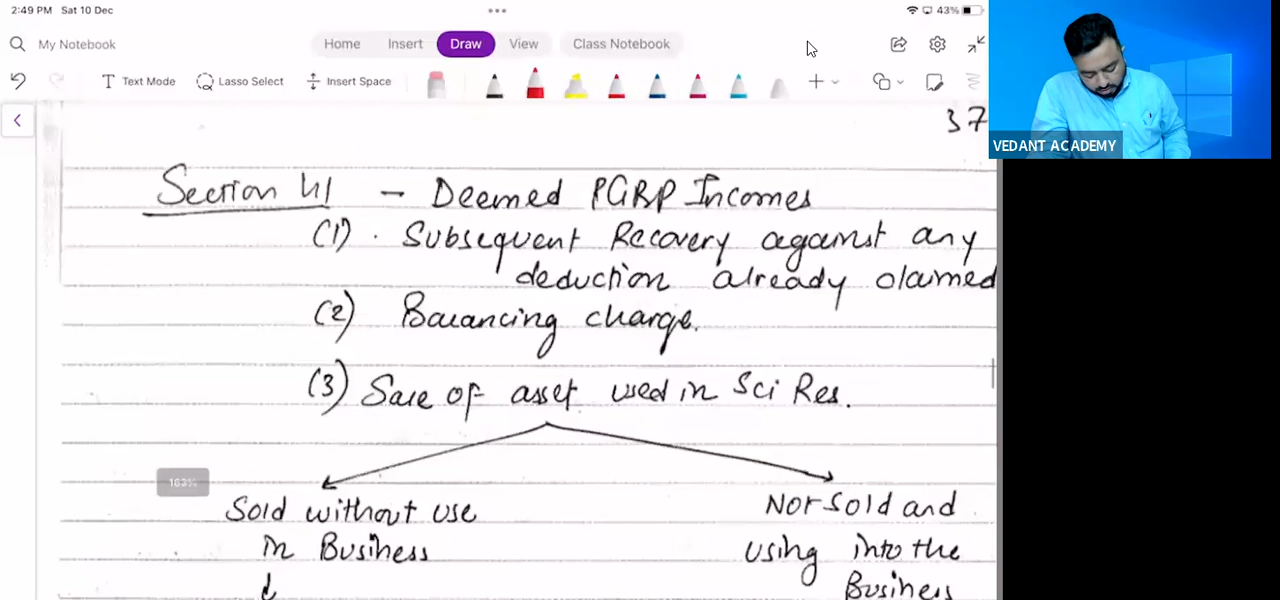 2:49 PM Sat 10 Dec
43%
My Notebook
Home Insert Draw View Class Notebook
Text Mode Lasso Select Insert Space
37
VEDANT ACADEMY
Section 41 - Deemed PGBP Incomes
(1) . Subsequent Recovery against any
deduction already claimed
(2) Balancing charge.
(3) Sale of asset used in Sci Res.
163%
Sold without use
in Business
Not Sold and
using into the
Business